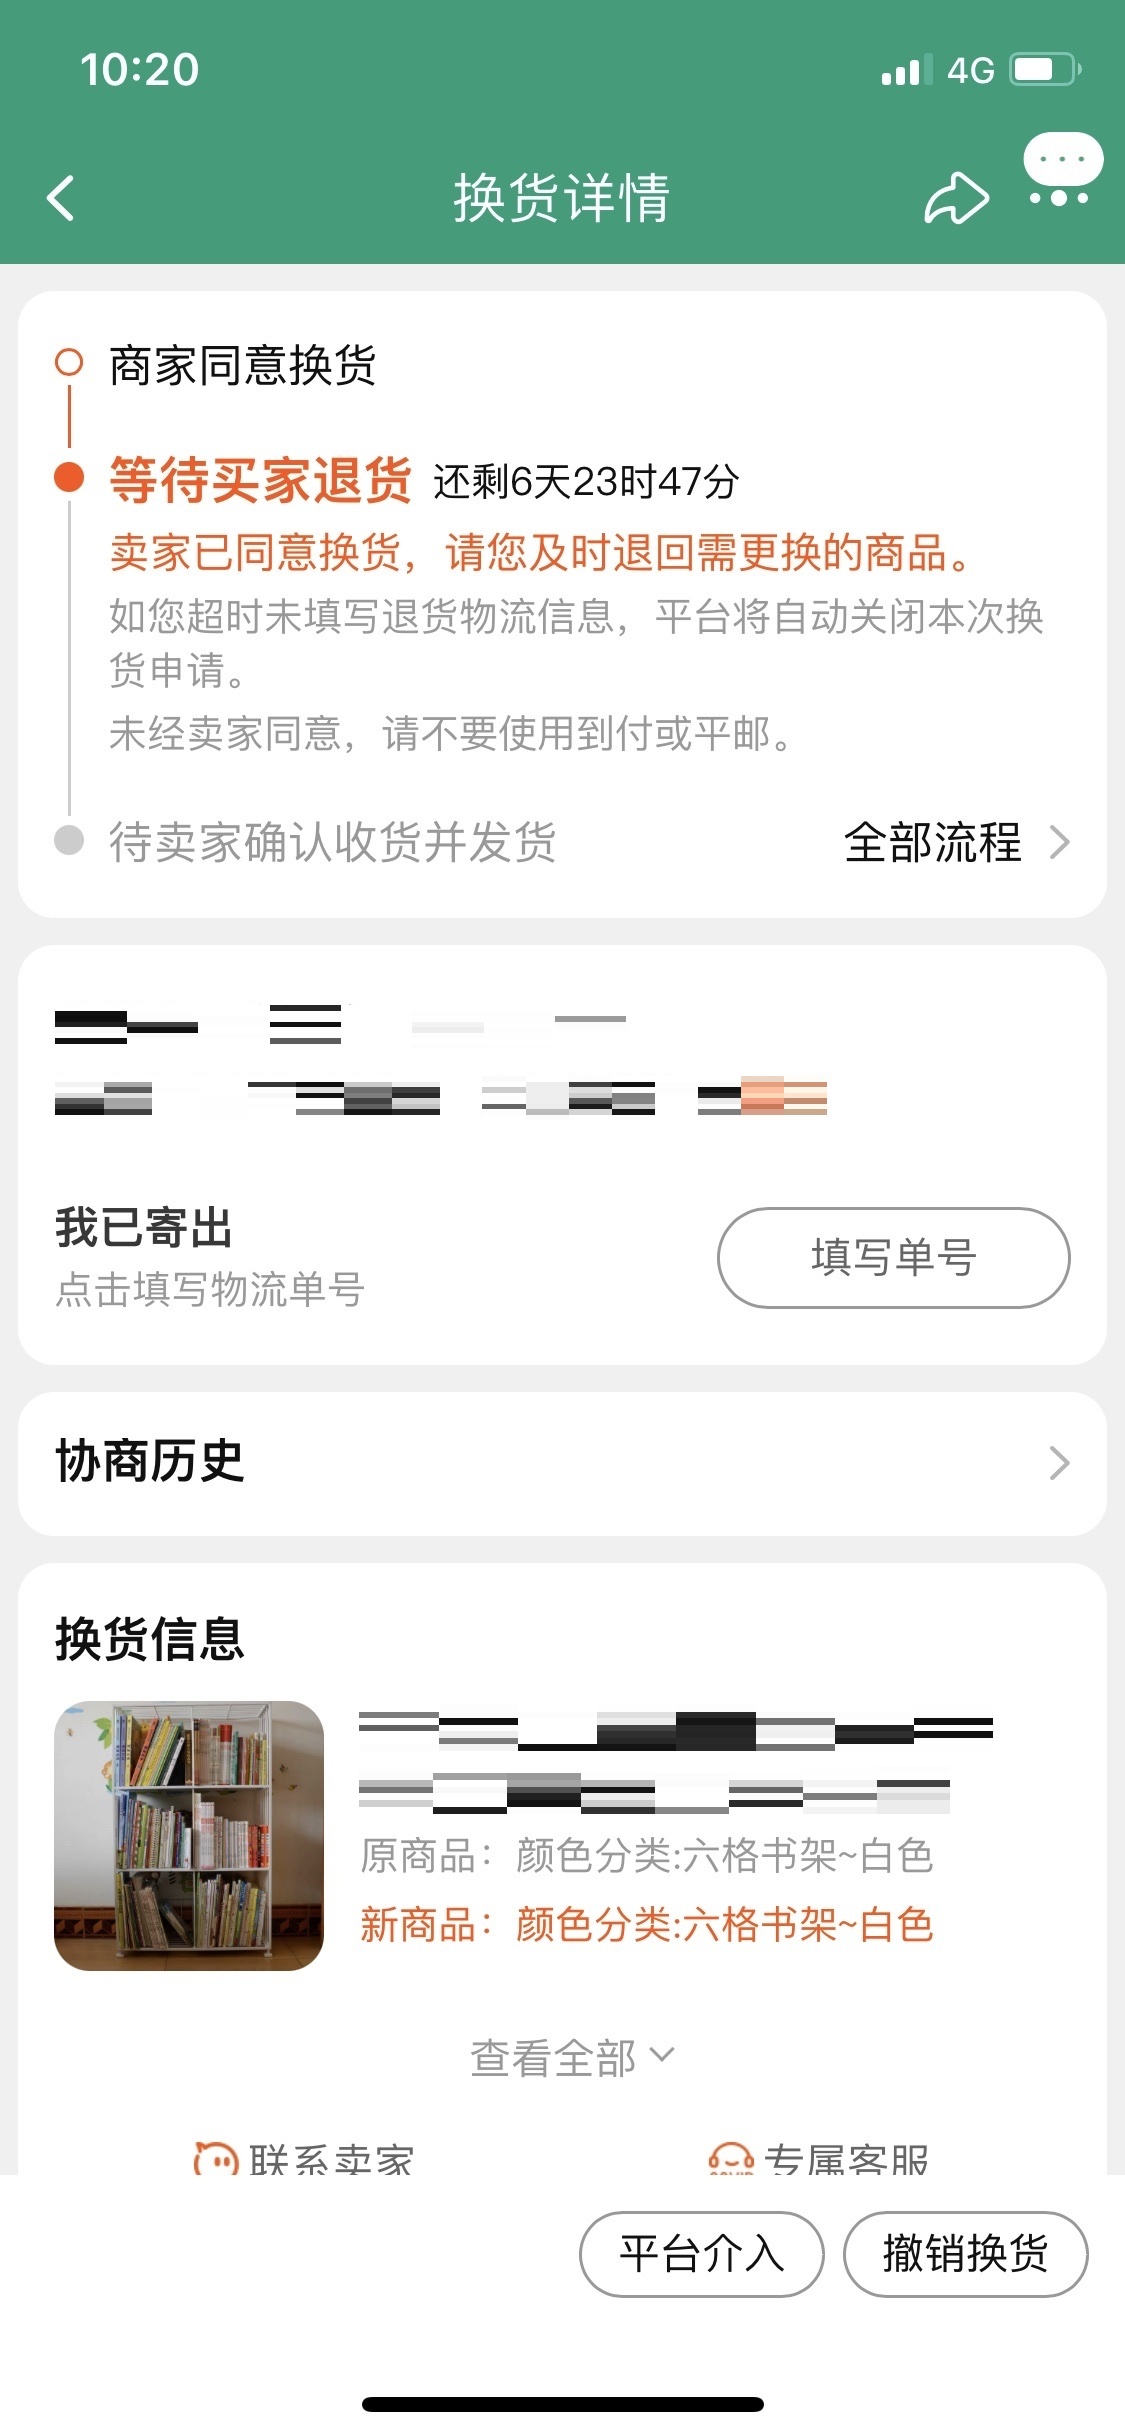 10:20
4G
换货详情
商家同意换货
等待买家退货 还剩6天23时47分
卖家已同意换货，请您及时退回需更换的商品。
如您超时未填写退货物流信息，平台将自动关闭本次换
货申请。
未经卖家同意，请不要使用到付或平邮。
待卖家确认收货并发货 全部流程
我已寄出
点击填写物流单号
填写单号
协商历史
换货信息
原商品：颜色分类:六格书架~白色
新商品：颜色分类:六格书架~白色
查看全部
联系卖家 专属客服
平台介入 撤销换货